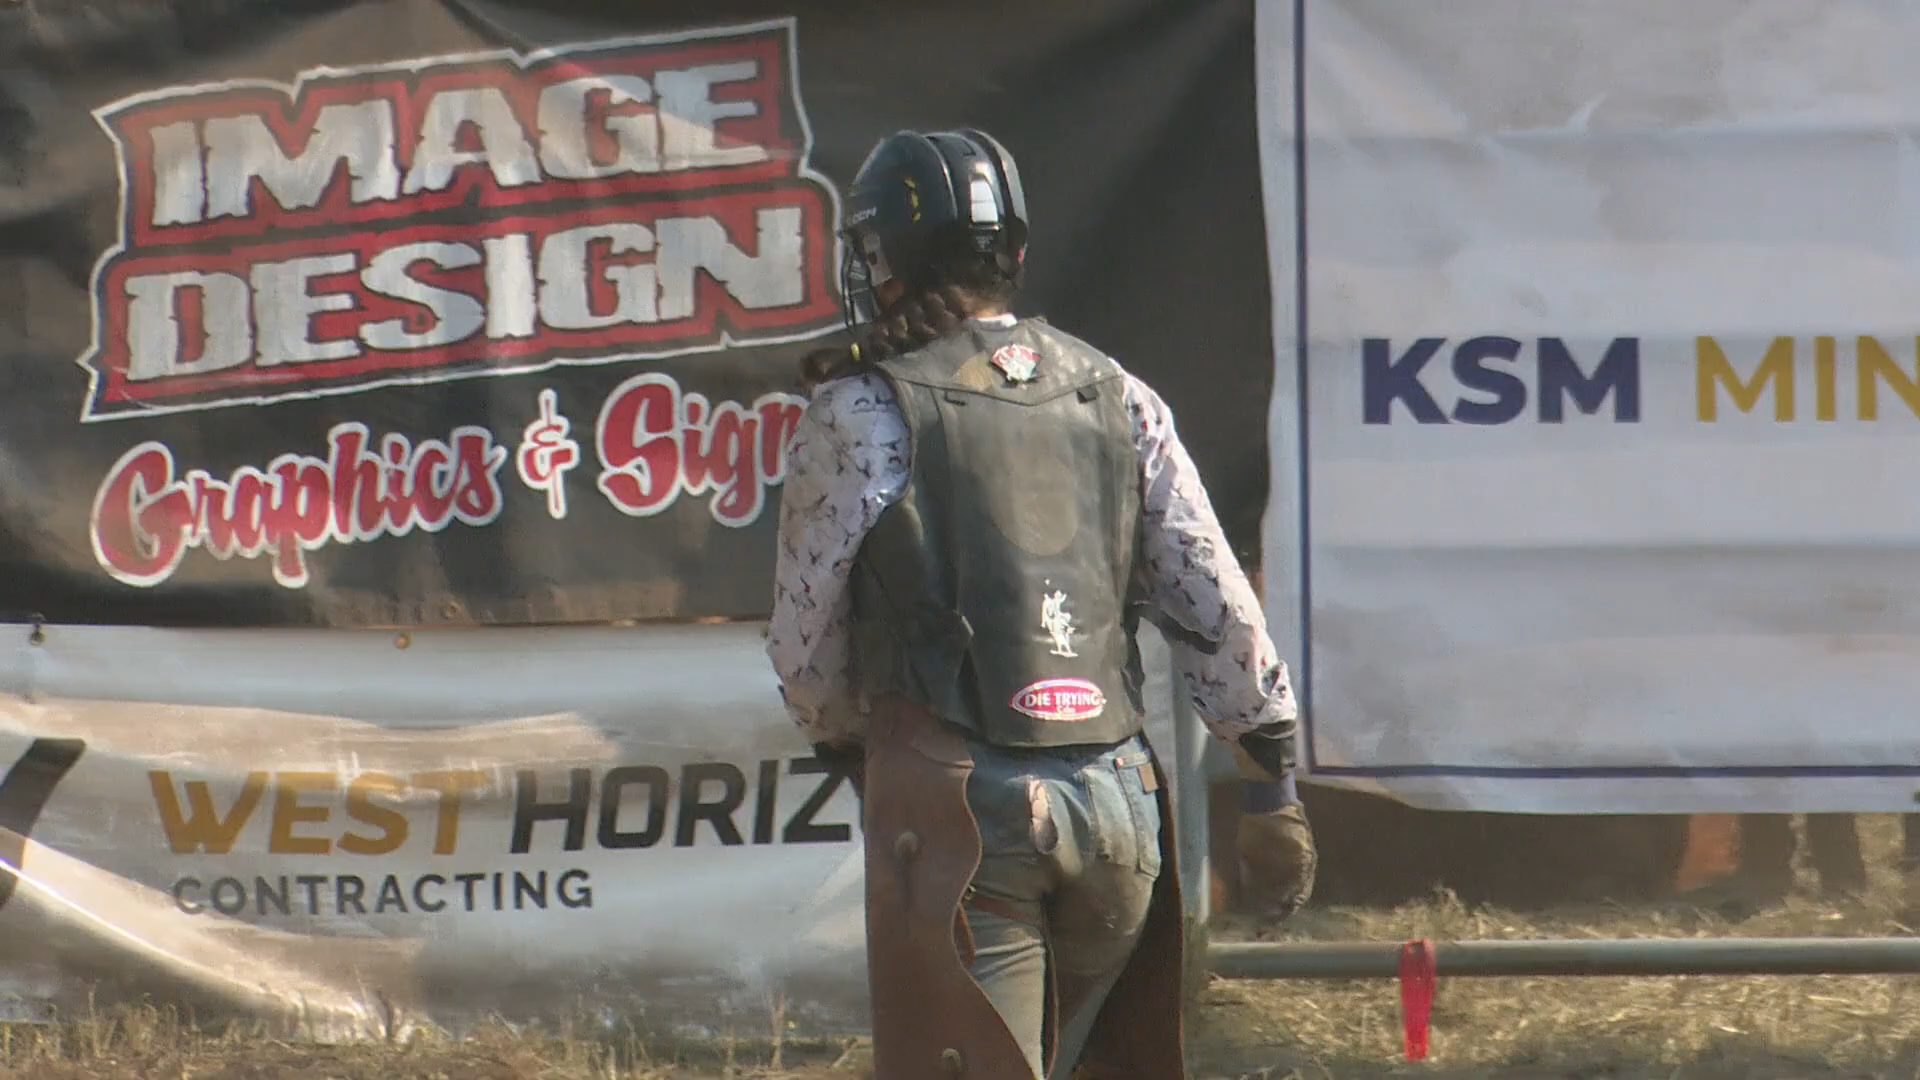 IMAGE
DESIGN
Graphics & Sign
KSM MIN
DIE TRYING
WEST HORIZ
CONTRACTING